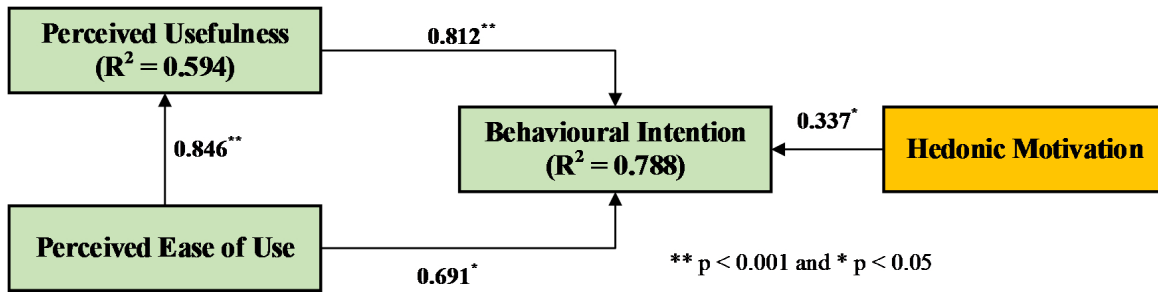 Perceived Usefulness
(R² = 0.594)
0.812**
0.846**
Behavioural Intention
(R² = 0.788)
0.337*
Hedonic Motivation
Perceived Ease of Use
0.691*
** p < 0.001 and * p < 0.05